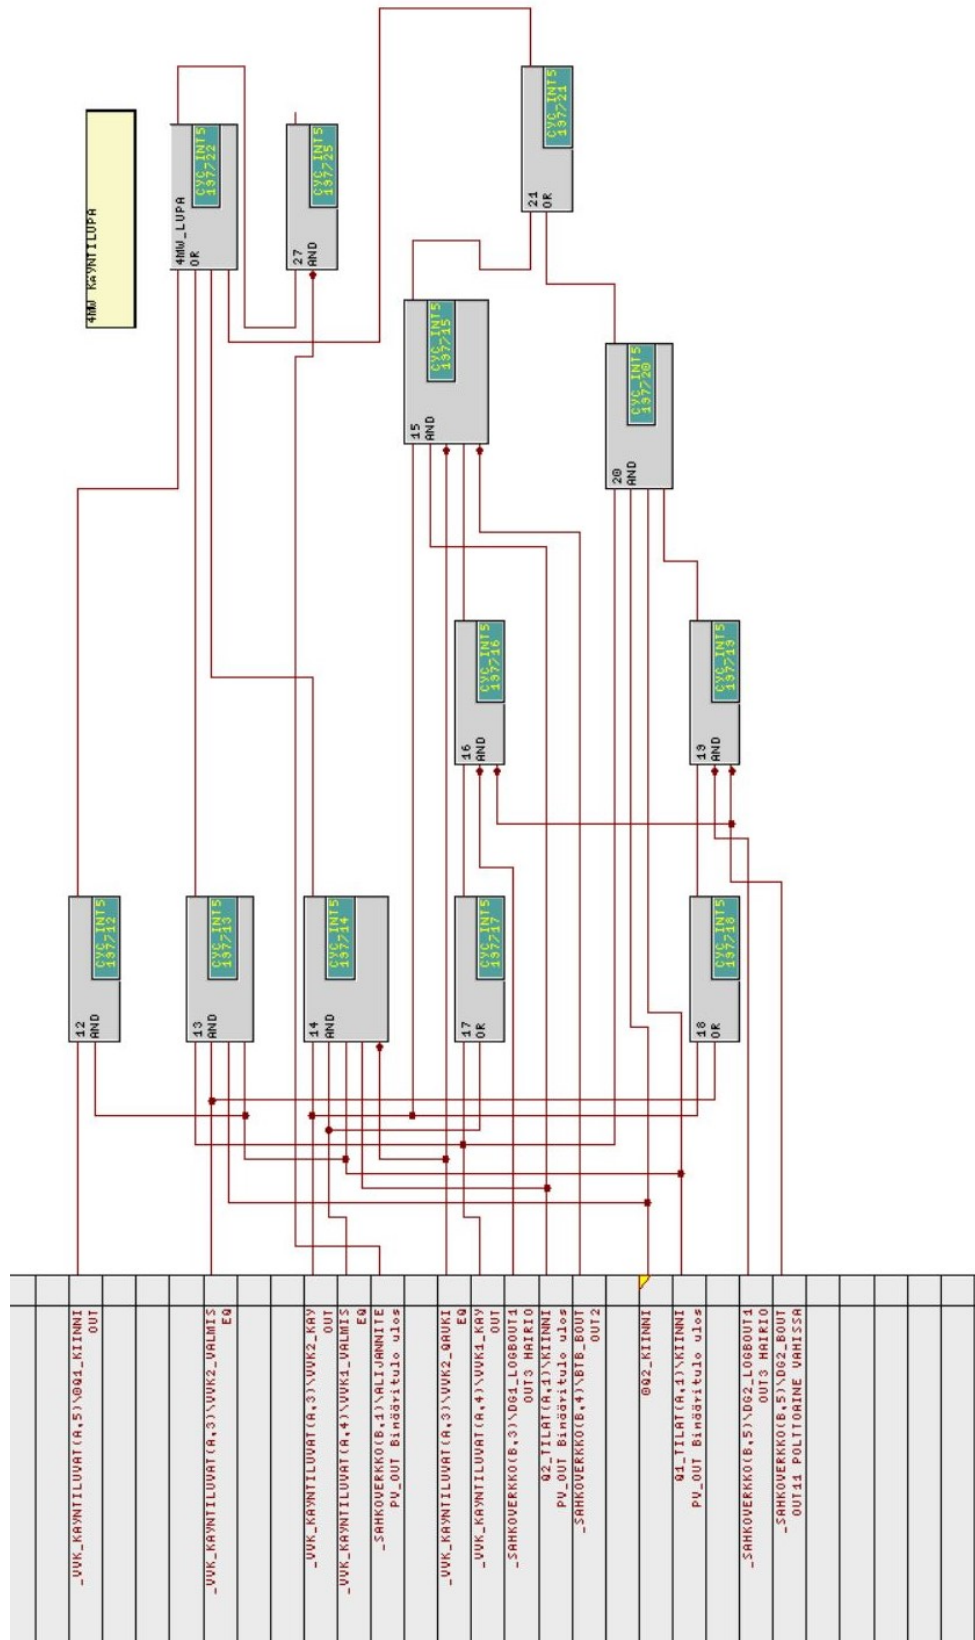 _VVK_KAYNTILUVAT(A,5)\@Q1_KIINNI
OUT
_VVK_KAYNTILUVAT(A,3)\VVK2_VALMIS
EQ
_VVK_KAYNTILUVAT(A,3)\VVK2_KAY
OUT
_VVK_KAYNTILUVAT(A,4)\VVK1_VALMIS
EQ
_SAHKOVERKKO(B,1)\ALIJANNITE
PV_OUT Binääritulo ulos
_VVK_KAYNTILUVAT(A,3)\VVK2_QAUKI
EQ
_VVK_KAYNTILUVAT(A,4)\VVK1_KAY
OUT
_SAHKOVERKKO(B,3)\DG1_LOGBOUT1
OUT3 HAIRIO
Q2_TILAT(A,1)\KIINNI
PV_OUT Binääritulo ulos
_SAHKOVERKKO(B,4)\BTB_BOUT
OUT2
@Q2_KIINNI
Q1_TILAT(A,1)\KIINNI
PV_OUT Binääritulo ulos
_SAHKOVERKKO(B,5)\DG2_LOGBOUT1
OUT3 HAIRIO
_SAHKOVERKKO(B,5)\DG2_BOUT
OUT11 POLTTOAINE VAHISSA
12
AND
CYC_INT5
197/12
13
AND
CYC_INT5
197/13
14
AND
CYC_INT5
197/14
17
OR
CYC_INT5
197/17
18
OR
CYC_INT5
197/18
16
AND
CYC_INT5
197/16
19
AND
CYC_INT5
197/19
15
AND
CYC_INT5
197/15
20
AND
CYC_INT5
197/20
4MW KAYNTILUPA
4MW_LUPA
OR
CYC_INT5
197/22
27
AND
CYC_INT5
197/25
21
OR
CYC_INT5
197/21